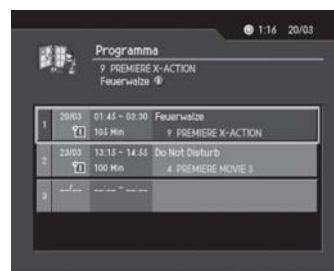 1:16 20/03
Programma
9 PREMIERE X-ACTION
Feuerwalze
1 20/03 01:45 ~ 03:30 Feuerwalze
105 Min 9 PREMIERE X-ACTION
2 23/03 13:15 ~ 14:55 Do Not Disturb
100 Min 4 PREMIERE MOVIE 3
3 --/-- --:-- ~ --:--